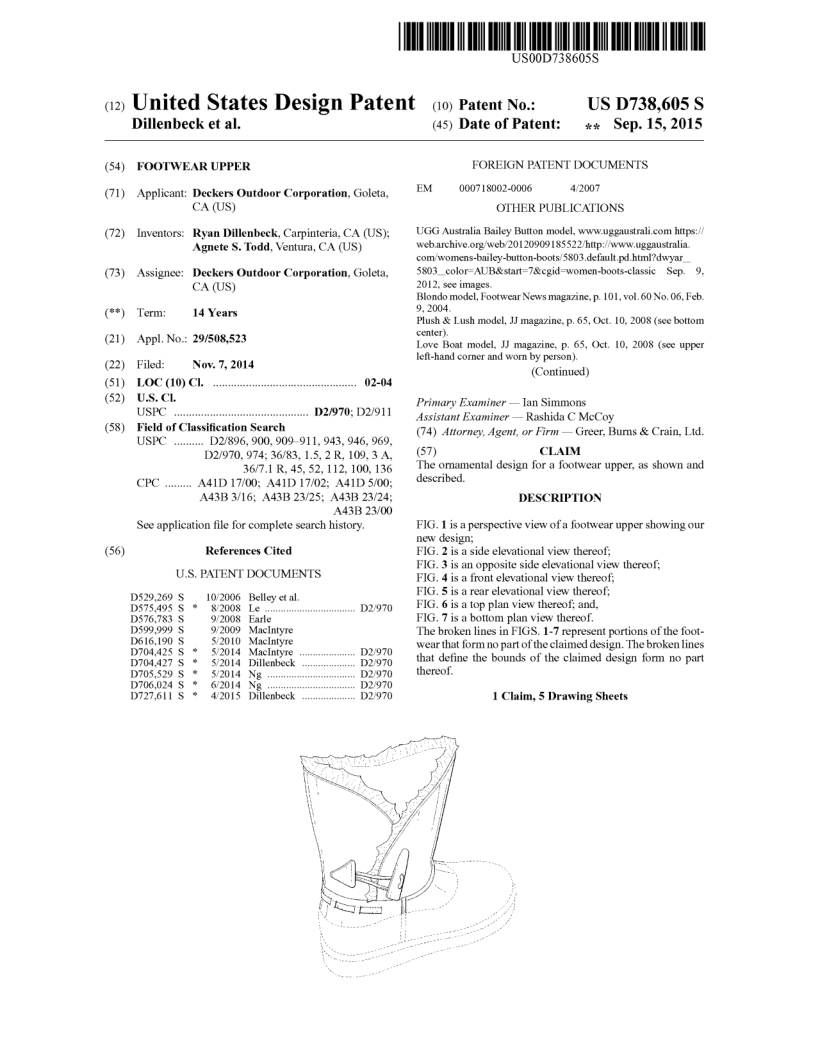 US00D738605S
(12) United States Design Patent
Dillenbeck et al.
(10) Patent No.: US D738,605 S
(45) Date of Patent: ** Sep. 15, 2015
(54) FOOTWEAR UPPER
(71) Applicant: Deckers Outdoor Corporation, Goleta,
CA (US)
(72) Inventors: Ryan Dillenbeck, Carpinteria, CA (US);
Agnete S. Todd, Ventura, CA (US)
(73) Assignee: Deckers Outdoor Corporation, Goleta,
CA (US)
(**) Term: 14 Years
(21) Appl. No.: 29/508,523
(22) Filed: Nov. 7, 2014
(51) LOC (10) Cl. ................................................ 02-04
(52) U.S. Cl.
USPC ............................................. D2/970; D2/911
(58) Field of Classification Search
USPC .......... D2/896, 900, 909–911, 943, 946, 969,
D2/970, 974; 36/83, 1.5, 2 R, 109, 3 A,
36/7.1 R, 45, 52, 112, 100, 136
CPC ......... A41D 17/00; A41D 17/02; A41D 5/00;
A43B 3/16; A43B 23/25; A43B 23/24;
A43B 23/00
See application file for complete search history.
(56) References Cited
U.S. PATENT DOCUMENTS
D529,269 S 10/2006 Belley et al.
D575,495 S * 8/2008 Le .................................. D2/970
D576,783 S 9/2008 Earle
D599,999 S 9/2009 MacIntyre
D616,190 S 5/2010 MacIntyre
D704,425 S * 5/2014 MacIntyre ..................... D2/970
D704,427 S * 5/2014 Dillenbeck .................... D2/970
D705,529 S * 5/2014 Ng ................................. D2/970
D706,024 S * 6/2014 Ng ................................. D2/970
D727,611 S * 4/2015 Dillenbeck .................... D2/970
FOREIGN PATENT DOCUMENTS
EM 000718002-0006 4/2007
OTHER PUBLICATIONS
UGG Australia Bailey Button model, www.uggaustrali.com https://
web.archive.org/web/20120909185522/http://www.uggaustralia.
com/womens-bailey-button-boots/5803.default.pd.html?dwyar_
5803_color=AUB&start=7&cgid=women-boots-classic Sep. 9,
2012, see images.
Blondo model, Footwear News magazine, p. 101, vol. 60 No. 06, Feb.
9, 2004.
Plush & Lush model, JJ magazine, p. 65, Oct. 10, 2008 (see bottom
center).
Love Boat model, JJ magazine, p. 65, Oct. 10, 2008 (see upper
left-hand corner and worn by person).
(Continued)
Primary Examiner — Ian Simmons
Assistant Examiner — Rashida C McCoy
(74) Attorney, Agent, or Firm — Greer, Burns & Crain, Ltd.
(57) CLAIM
The ornamental design for a footwear upper, as shown and
described.
DESCRIPTION
FIG. 1 is a perspective view of a footwear upper showing our
new design;
FIG. 2 is a side elevational view thereof;
FIG. 3 is an opposite side elevational view thereof;
FIG. 4 is a front elevational view thereof;
FIG. 5 is a rear elevational view thereof;
FIG. 6 is a top plan view thereof; and,
FIG. 7 is a bottom plan view thereof.
The broken lines in FIGS. 1-7 represent portions of the foot-
wear that form no part of the claimed design. The broken lines
that define the bounds of the claimed design form no part
thereof.
1 Claim, 5 Drawing Sheets